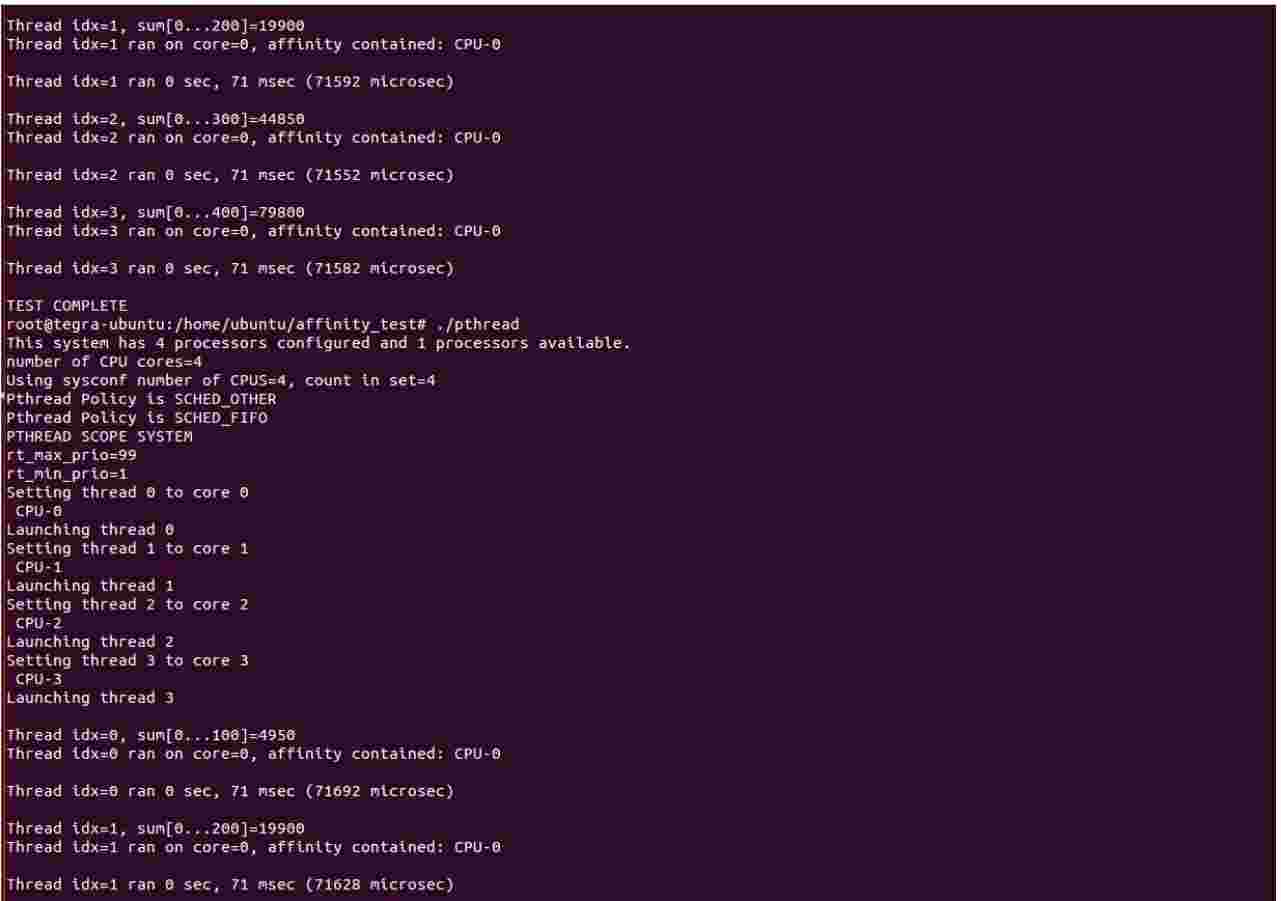 Thread idx=1, sum[0...200]=19900
Thread idx=1 ran on core=0, affinity contained: CPU-0
Thread idx=1 ran 0 sec, 71 msec (71592 microsec)
Thread idx=2, sum[0...300]=44850
Thread idx=2 ran on core=0, affinity contained: CPU-0
Thread idx=2 ran 0 sec, 71 msec (71552 microsec)
Thread idx=3, sum[0...400]=79800
Thread idx=3 ran on core=0, affinity contained: CPU-0
Thread idx=3 ran 0 sec, 71 msec (71582 microsec)
TEST COMPLETE
root@tegra-ubuntu:/home/ubuntu/affinity_test# ./pthread
This system has 4 processors configured and 1 processors available.
number of CPU cores=4
Using sysconf number of CPUS=4, count in set=4
Pthread Policy is SCHED_OTHER
Pthread Policy is SCHED_FIFO
PTHREAD SCOPE SYSTEM
rt_max_prio=99
rt_min_prio=1
Setting thread 0 to core 0
CPU-0
Launching thread 0
Setting thread 1 to core 1
CPU-1
Launching thread 1
Setting thread 2 to core 2
CPU-2
Launching thread 2
Setting thread 3 to core 3
CPU-3
Launching thread 3
Thread idx=0, sum[0...100]=4950
Thread idx=0 ran on core=0, affinity contained: CPU-0
Thread idx=0 ran 0 sec, 71 msec (71692 microsec)
Thread idx=1, sum[0...200]=19900
Thread idx=1 ran on core=0, affinity contained: CPU-0
Thread idx=1 ran 0 sec, 71 msec (71628 microsec)